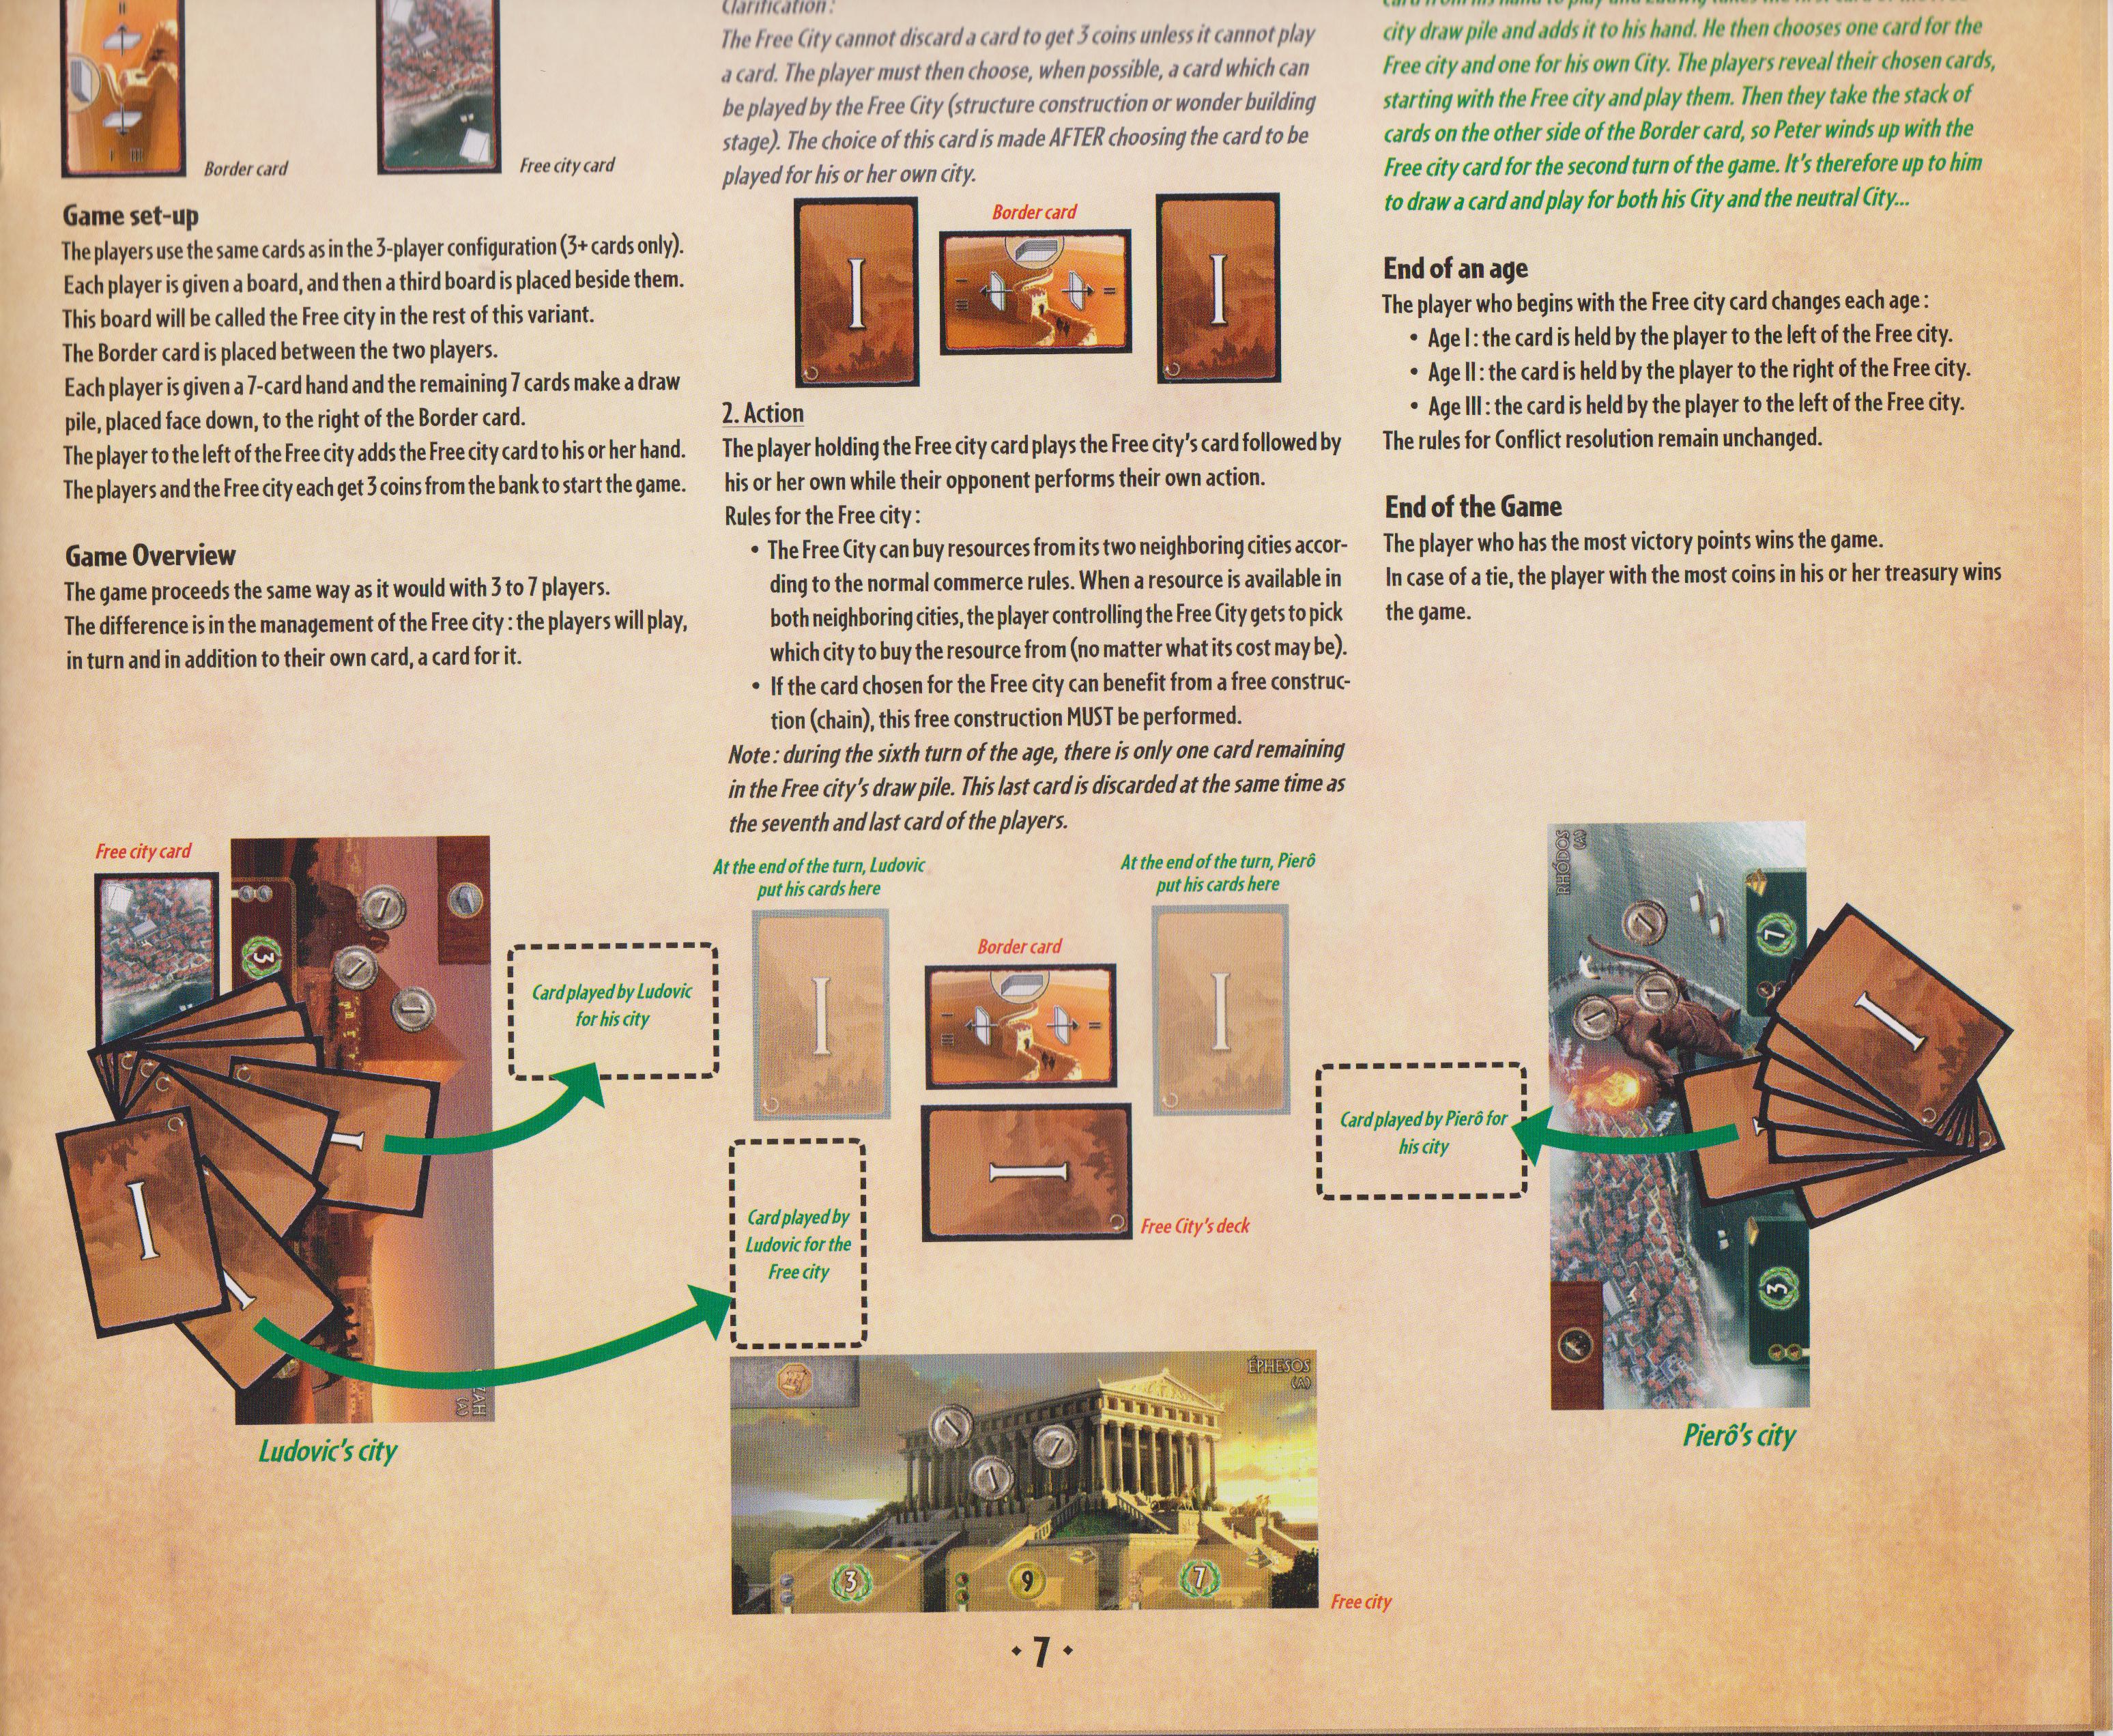 Border card
Free city card
Game set-up
The players use the same cards as in the 3-player configuration (3+ cards only).
Each player is given a board, and then a third board is placed beside them.
This board will be called the Free city in the rest of this variant.
The Border card is placed between the two players.
Each player is given a 7-card hand and the remaining 7 cards make a draw
pile, placed face down, to the right of the Border card.
The player to the left of the Free city adds the Free city card to his or her hand.
The players and the Free city each get 3 coins from the bank to start the game.
Game Overview
The game proceeds the same way as it would with 3 to 7 players.
The difference is in the management of the Free city : the players will play,
in turn and in addition to their own card, a card for it.
Clarification :
The Free City cannot discard a card to get 3 coins unless it cannot play
a card. The player must then choose, when possible, a card which can
be played by the Free City (structure construction or wonder building
stage). The choice of this card is made AFTER choosing the card to be
played for his or her own city.
I
Border card
I
2. Action
The player holding the Free city card plays the Free city's card followed by
his or her own while their opponent performs their own action.
Rules for the Free city :
• The Free City can buy resources from its two neighboring cities accor-
ding to the normal commerce rules. When a resource is available in
both neighboring cities, the player controlling the Free City gets to pick
which city to buy the resource from (no matter what its cost may be).
• If the card chosen for the Free city can benefit from a free construc-
tion (chain), this free construction MUST be performed.
Note : during the sixth turn of the age, there is only one card remaining
in the Free city's draw pile. This last card is discarded at the same time as
the seventh and last card of the players.
city draw pile and adds it to his hand. He then chooses one card for the
Free city and one for his own City. The players reveal their chosen cards,
starting with the Free city and play them. Then they take the stack of
cards on the other side of the Border card, so Peter winds up with the
Free city card for the second turn of the game. It's therefore up to him
to draw a card and play for both his City and the neutral City...
End of an age
The player who begins with the Free city card changes each age :
• Age I : the card is held by the player to the left of the Free city.
• Age II : the card is held by the player to the right of the Free city.
• Age III : the card is held by the player to the left of the Free city.
The rules for Conflict resolution remain unchanged.
End of the Game
The player who has the most victory points wins the game.
In case of a tie, the player with the most coins in his or her treasury wins
the game.
Free city card
3
1
1
1
I
I
I
ZAH
(A)
Ludovic's city
Card played by Ludovic
for his city
At the end of the turn, Ludovic
put his cards here
I
Border card
At the end of the turn, Pierô
put his cards here
I
I
Free City's deck
Card played by
Ludovic for the
Free city
Card played by Pierô for
his city
RHÓDOS
(A)
1
1
1
7
I
3
Pierô's city
ÉPHESOS
(A)
1
1
1
3
9
7
Free city
• 7 •